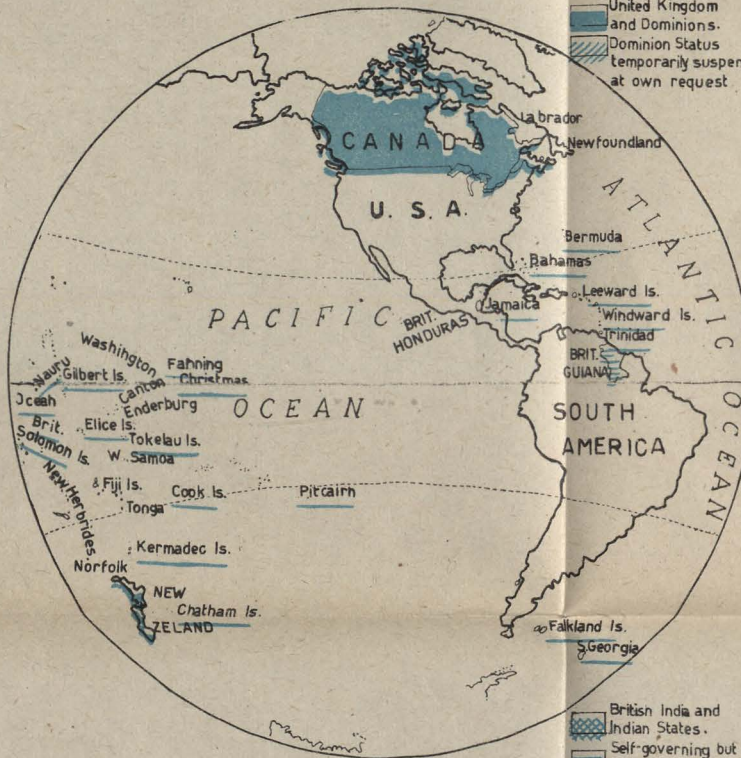 United Kingdom
and Dominions.
Dominion Status
temporarily suspen
at own request
Labrador
CANADA
Newfoundland
U. S. A.
ATLANTIC
OCEAN
Bermuda
Bahamas
Leeward Is.
Jamaica
Windward Is.
Trinidad
BRIT.
HONDURAS
BRIT.
GUIANA
PACIFIC
OCEAN
Washington
Fanning
Nauru
Gilbert Is.
Christmas
Canton
Enderburg
Ocean
Brit.
Solomon Is.
Elice Is.
Tokelau Is.
W. Samoa
SOUTH
AMERICA
Fiji Is.
Cook Is.
Pitcairn
Tonga
New Herbrides.
Kermadec Is.
Norfolk
NEW
ZELAND
Chatham Is.
Falkland Is.
S.Georgia
British India and
Indian States.
Self-governing but